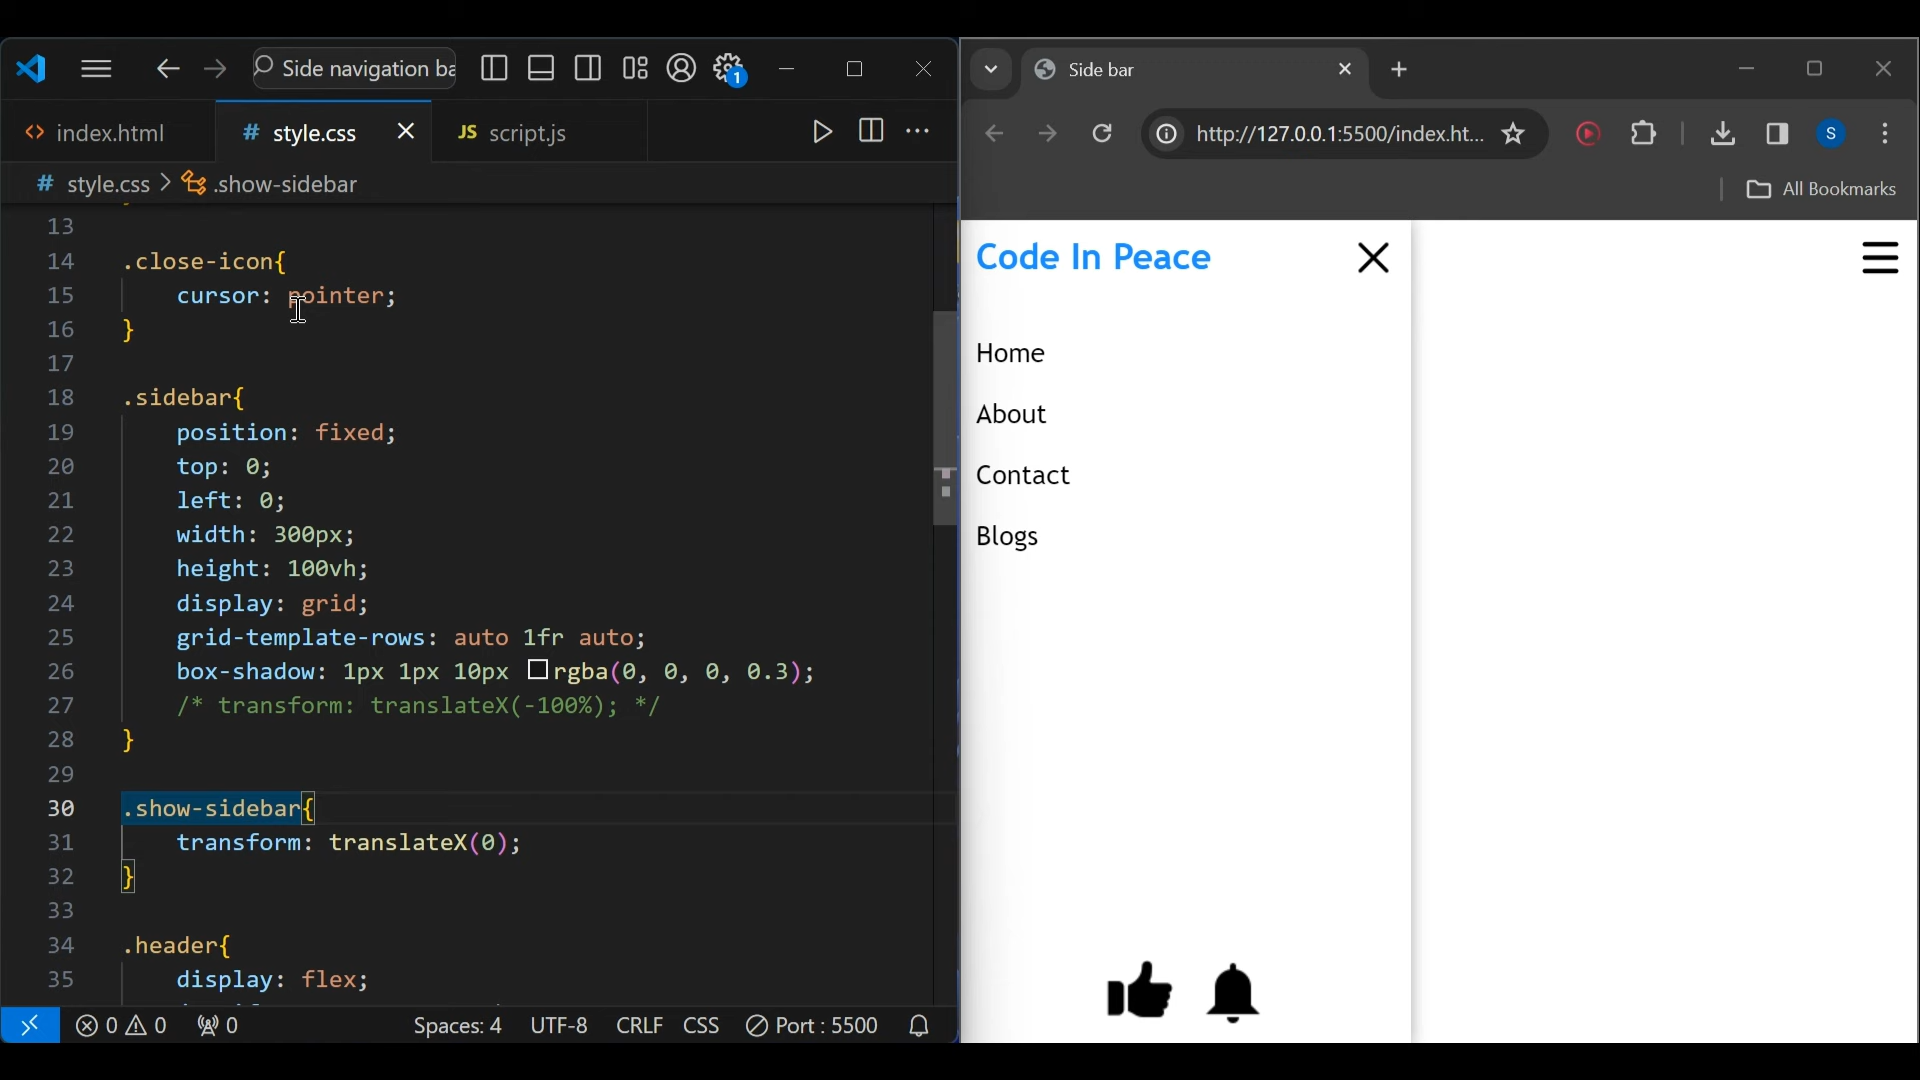 Side navigation ba
1
index.html
# style.css
JS script.js
# style.css > .show-sidebar
13
14 .close-icon{
15 cursor: pointer;
16 }
17
18 .sidebar{
19 position: fixed;
20 top: 0;
21 left: 0;
22 width: 300px;
23 height: 100vh;
24 display: grid;
25 grid-template-rows: auto 1fr auto;
26 box-shadow: 1px 1px 10px rgba(0, 0, 0, 0.3);
27 /* transform: translateX(-100%); */
28 }
29
30 .show-sidebar{
31 transform: translateX(0);
32 }
33
34 .header{
35 display: flex;
0 0 0 Spaces: 4 UTF-8 CRLF CSS Port : 5500
Side bar
http://127.0.0.1:5500/index.ht...
S
All Bookmarks
Code In Peace
Home
About
Contact
Blogs